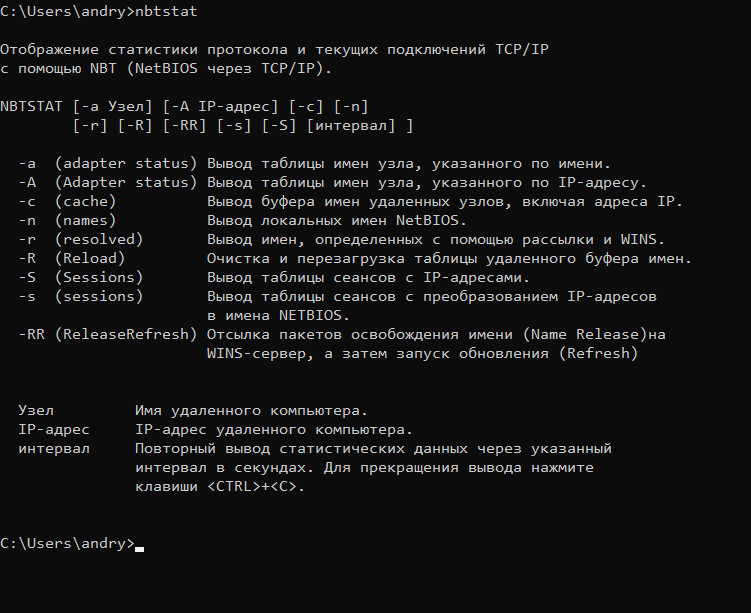 C:\Users\andry>nbtstat
Отображение статистики протокола и текущих подключений TCP/IP
с помощью NBT (NetBIOS через TCP/IP).
NBTSTAT [-a Узел] [-A IP-адрес] [-c] [-n]
[-r] [-R] [-RR] [-s] [-S] [интервал] ]
-a (adapter status) Вывод таблицы имен узла, указанного по имени.
-A (Adapter status) Вывод таблицы имен узла, указанного по IP-адресу.
-c (cache) Вывод буфера имен удаленных узлов, включая адреса IP.
-n (names) Вывод локальных имен NetBIOS.
-r (resolved) Вывод имен, определенных с помощью рассылки и WINS.
-R (Reload) Очистка и перезагрузка таблицы удаленного буфера имен.
-S (Sessions) Вывод таблицы сеансов с IP-адресами.
-s (sessions) Вывод таблицы сеансов с преобразованием IP-адресов
в имена NETBIOS.
-RR (ReleaseRefresh) Отсылка пакетов освобождения имени (Name Release)на
WINS-сервер, а затем запуск обновления (Refresh)
Узел Имя удаленного компьютера.
IP-адрес IP-адрес удаленного компьютера.
интервал Повторный вывод статистических данных через указанный
интервал в секундах. Для прекращения вывода нажмите
клавиши <CTRL>+<C>.
C:\Users\andry>